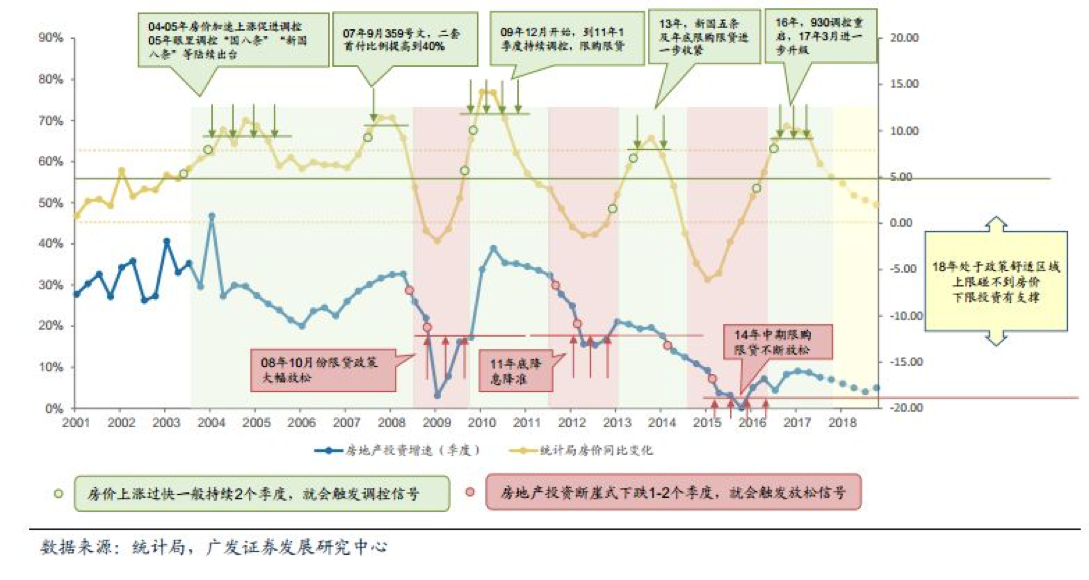 04-05年房价加速上涨促进调控
05年眼里调控“国八条”“新国
八条”等陆续出台
07年9月359号文，二套
首付比例提高到40%
09年12月开始，到11年1
季度持续调控，限购限贷
13年，新国五条
及年底限购限贷进
一步收紧
16年，930调控重
启，17年3月进一
步升级
90%
80%
70%
60%
50%
40%
30%
20%
10%
0%
20.00
15.00
10.00
5.00
0.00
-5.00
-10.00
-15.00
-20.00
18年处于政策舒适区域
上限碰不到房价
下限投资有支撑
08年10月份限贷政策
大幅放松
11年底降
息降准
14年中期限购
限贷不断放松
2001 2002 2003 2004 2005 2006 2007 2008 2009 2010 2011 2012 2013 2014 2015 2016 2017 2018
房地产投资增速（季度） 统计局房价同比变化
房价上涨过快一般持续2个季度，就会触发调控信号
房地产投资断崖式下跌1-2个季度，就会触发放松信号
数据来源：统计局，广发证券发展研究中心